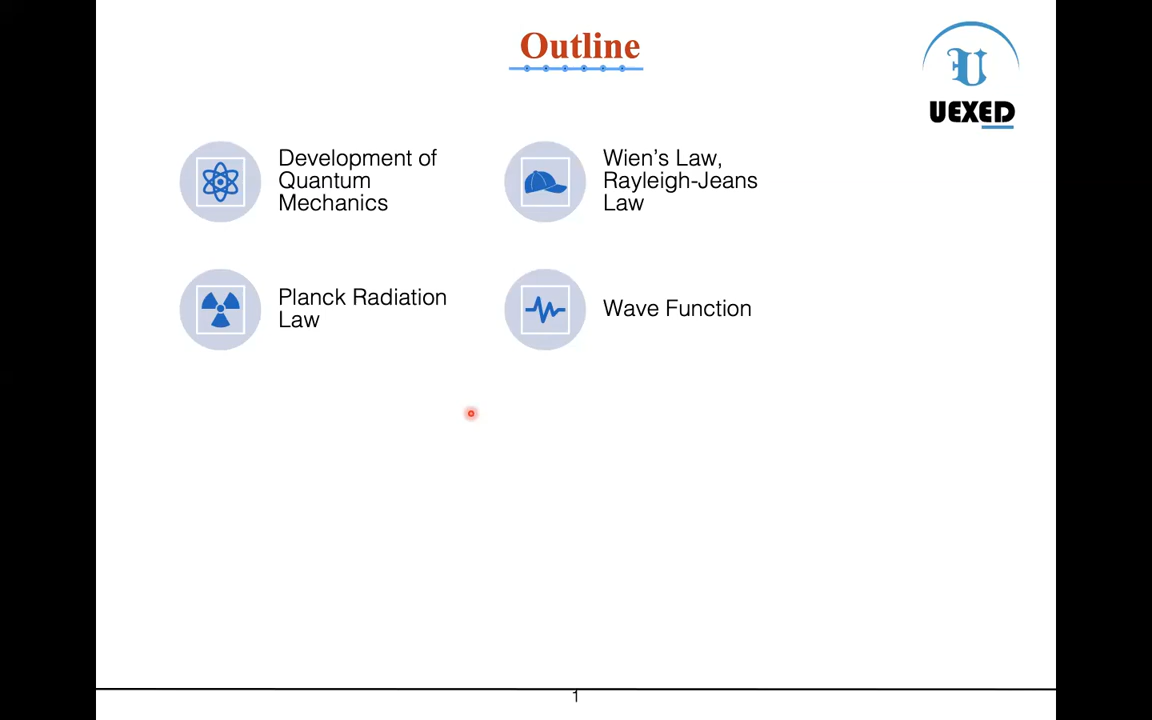 Outline
UEXED
Development of
Quantum
Mechanics
Wien's Law,
Rayleigh-Jeans
Law
Planck Radiation
Law
Wave Function
1